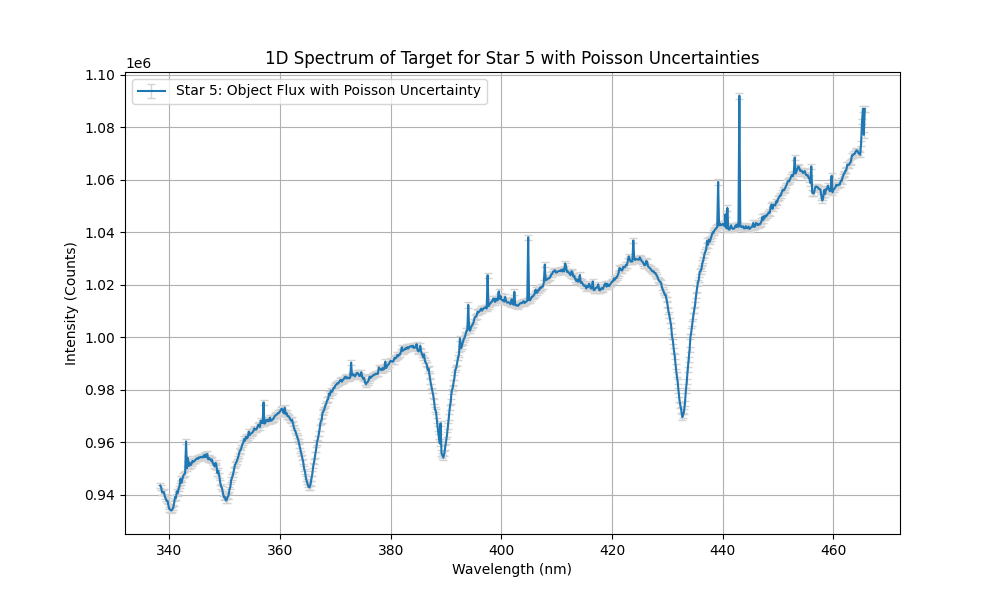 1D Spectrum of Target for Star 5 with Poisson Uncertainties
1e6
Star 5: Object Flux with Poisson Uncertainty
1.10
1.08
1.06
1.04
1.02
1.00
0.98
0.96
0.94
Intensity (Counts)
340 360 380 400 420 440 460
Wavelength (nm)